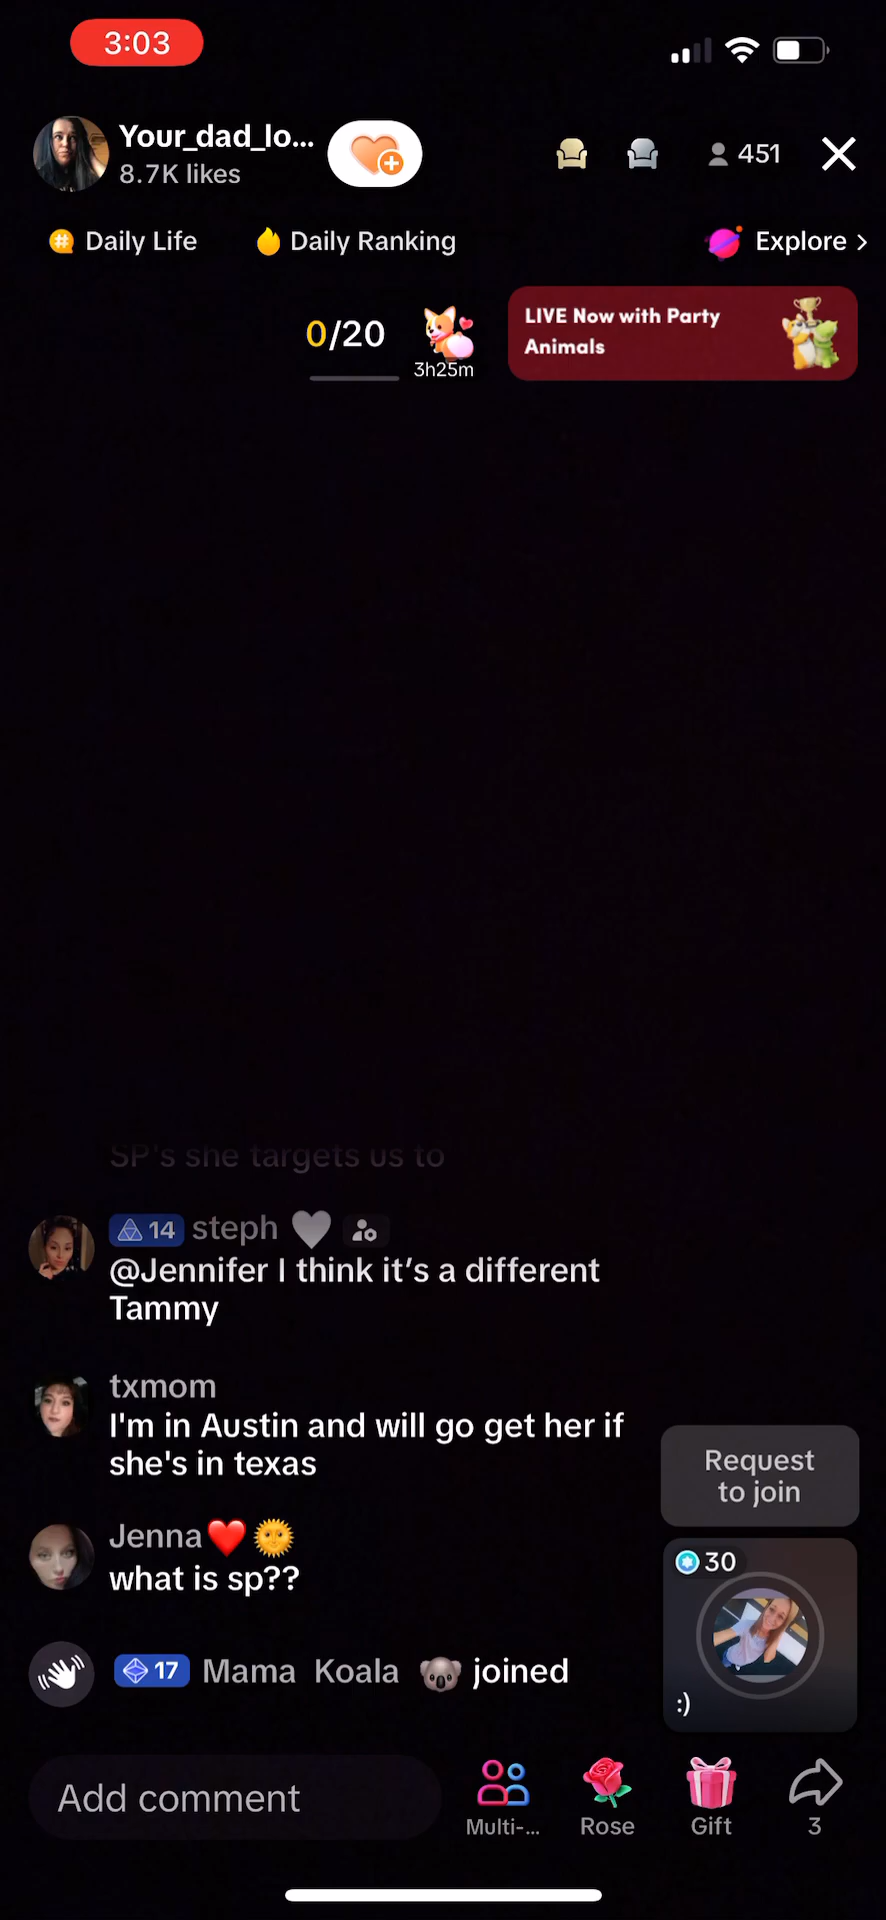 3:03
Your_dad_lo...
8.7K likes
451
Daily Life
Daily Ranking
Explore >
0/20
3h25m
LIVE Now with Party
Animals
SP's she targets us to
14 steph
@Jennifer I think it's a different
Tammy
txmom
I'm in Austin and will go get her if
she's in texas
Request
to join
Jenna❤️🌞
what is sp??
30
:)
17 Mama Koala 🐨 joined
Add comment
Multi-...
Rose
Gift
3